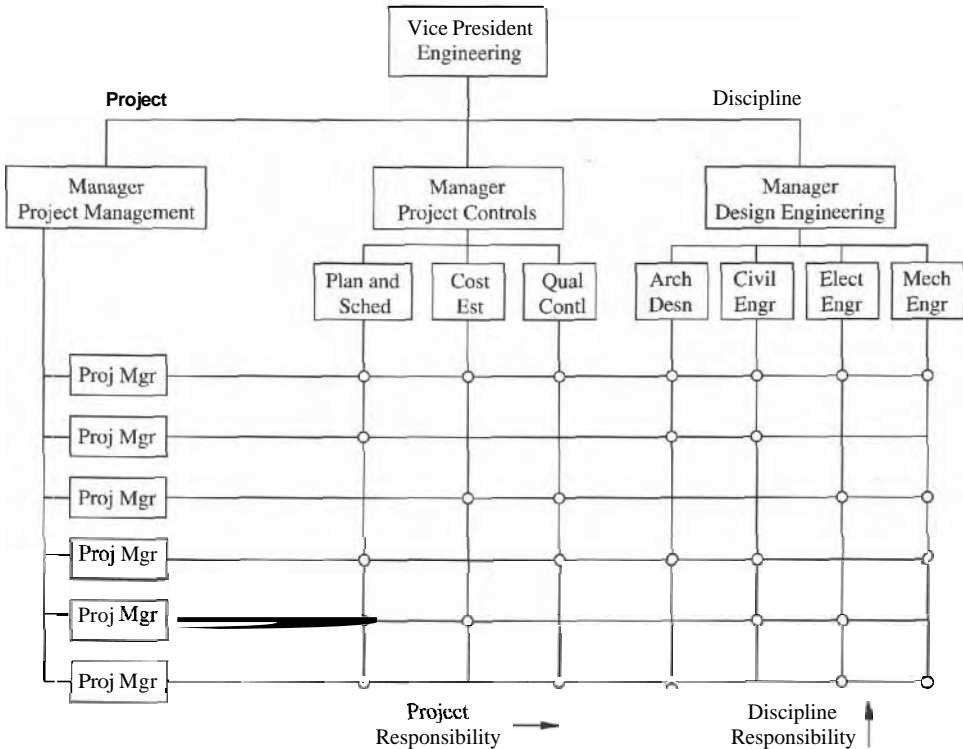 Vice President
Engineering
Project
Discipline
Manager
Project Management
Manager
Project Controls
Manager
Design Engineering
Plan and
Sched
Cost
Est
Qual
Contl
Arch
Desn
Civil
Engr
Elect
Engr
Mech
Engr
Proj Mgr
Proj Mgr
Proj Mgr
Proj Mgr
Proj Mgr
Proj Mgr
Project
Responsibility
Discipline
Responsibility